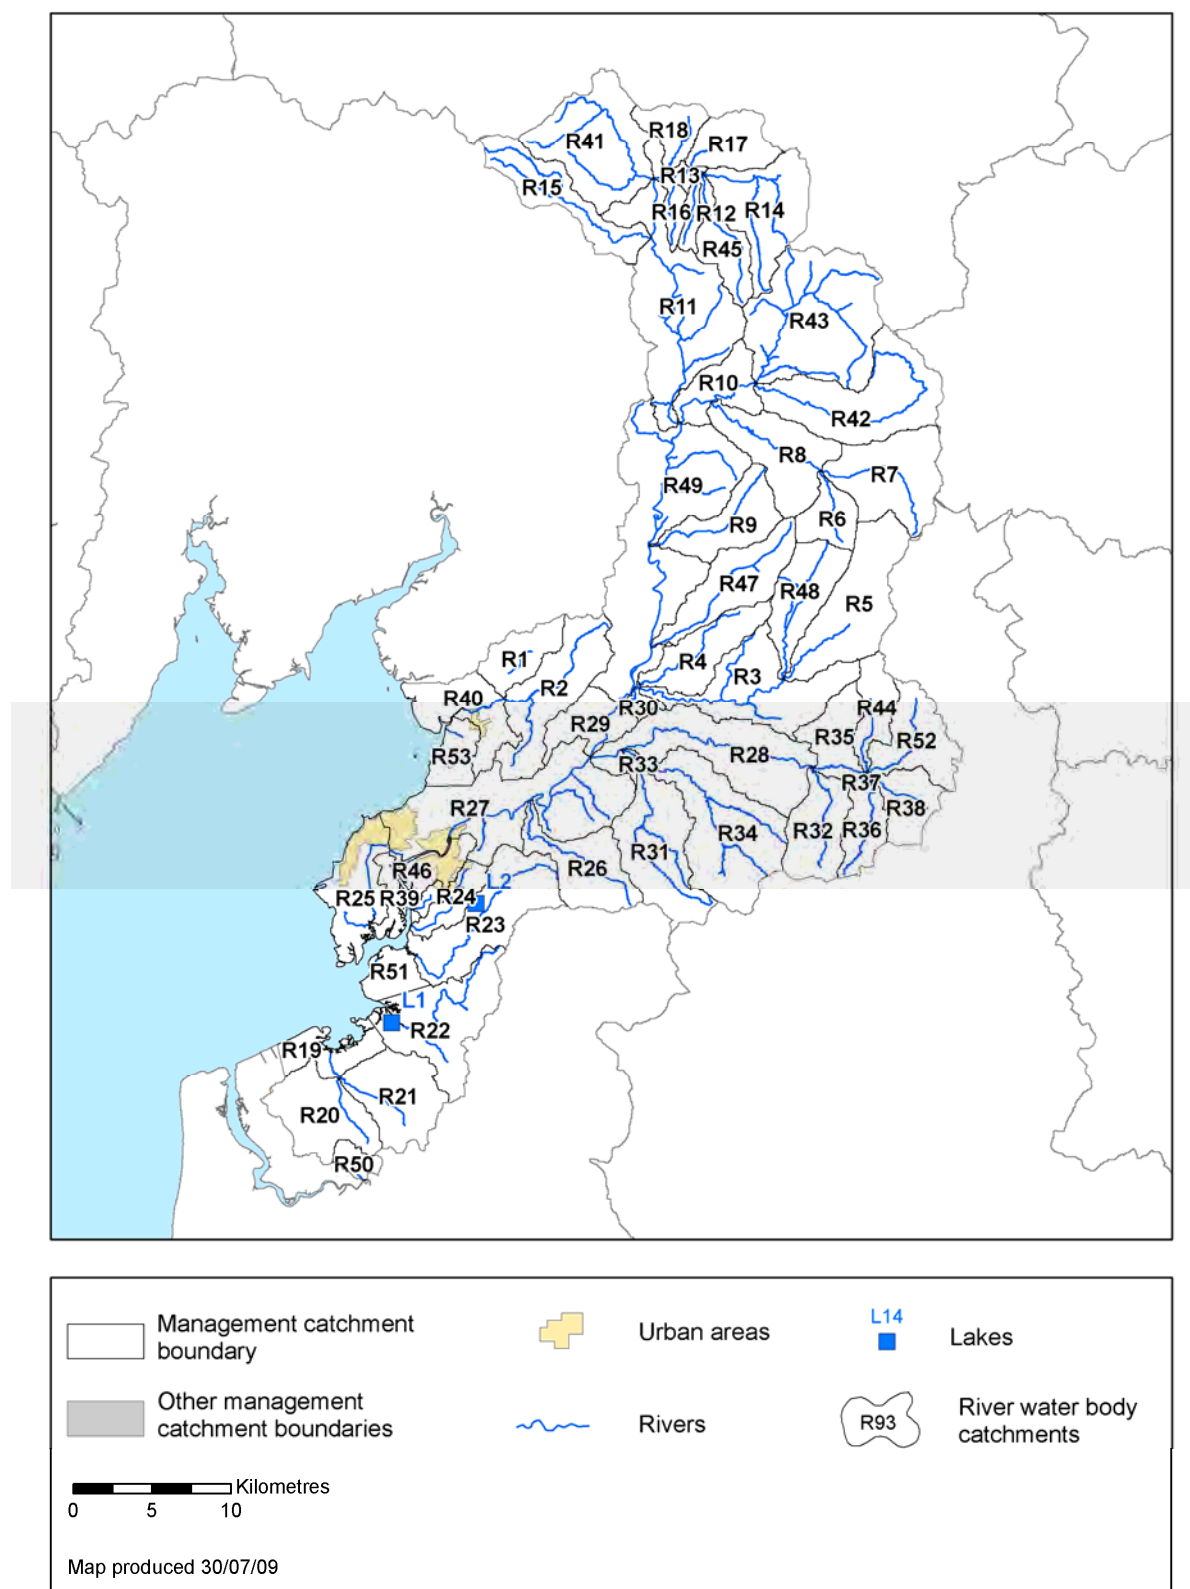 R41
R18
R17
R13
R15
R16
R12
R14
R45
R11
R43
R10
R42
R8
R7
R49
R9
R6
R47
R48
R5
R1
R4
R2
R3
R40
R30
R44
R29
R35
R52
R53
R28
R33
R37
R27
R38
R34
R32
R36
R31
R26
R46
L2
R25
R39
R24
R23
R51
L1
R22
R19
R21
R20
R50
Management catchment
boundary
Urban areas
L14
Lakes
Other management
catchment boundaries
Rivers
R93
River water body
catchments
Kilometres
0 5 10
Map produced 30/07/09